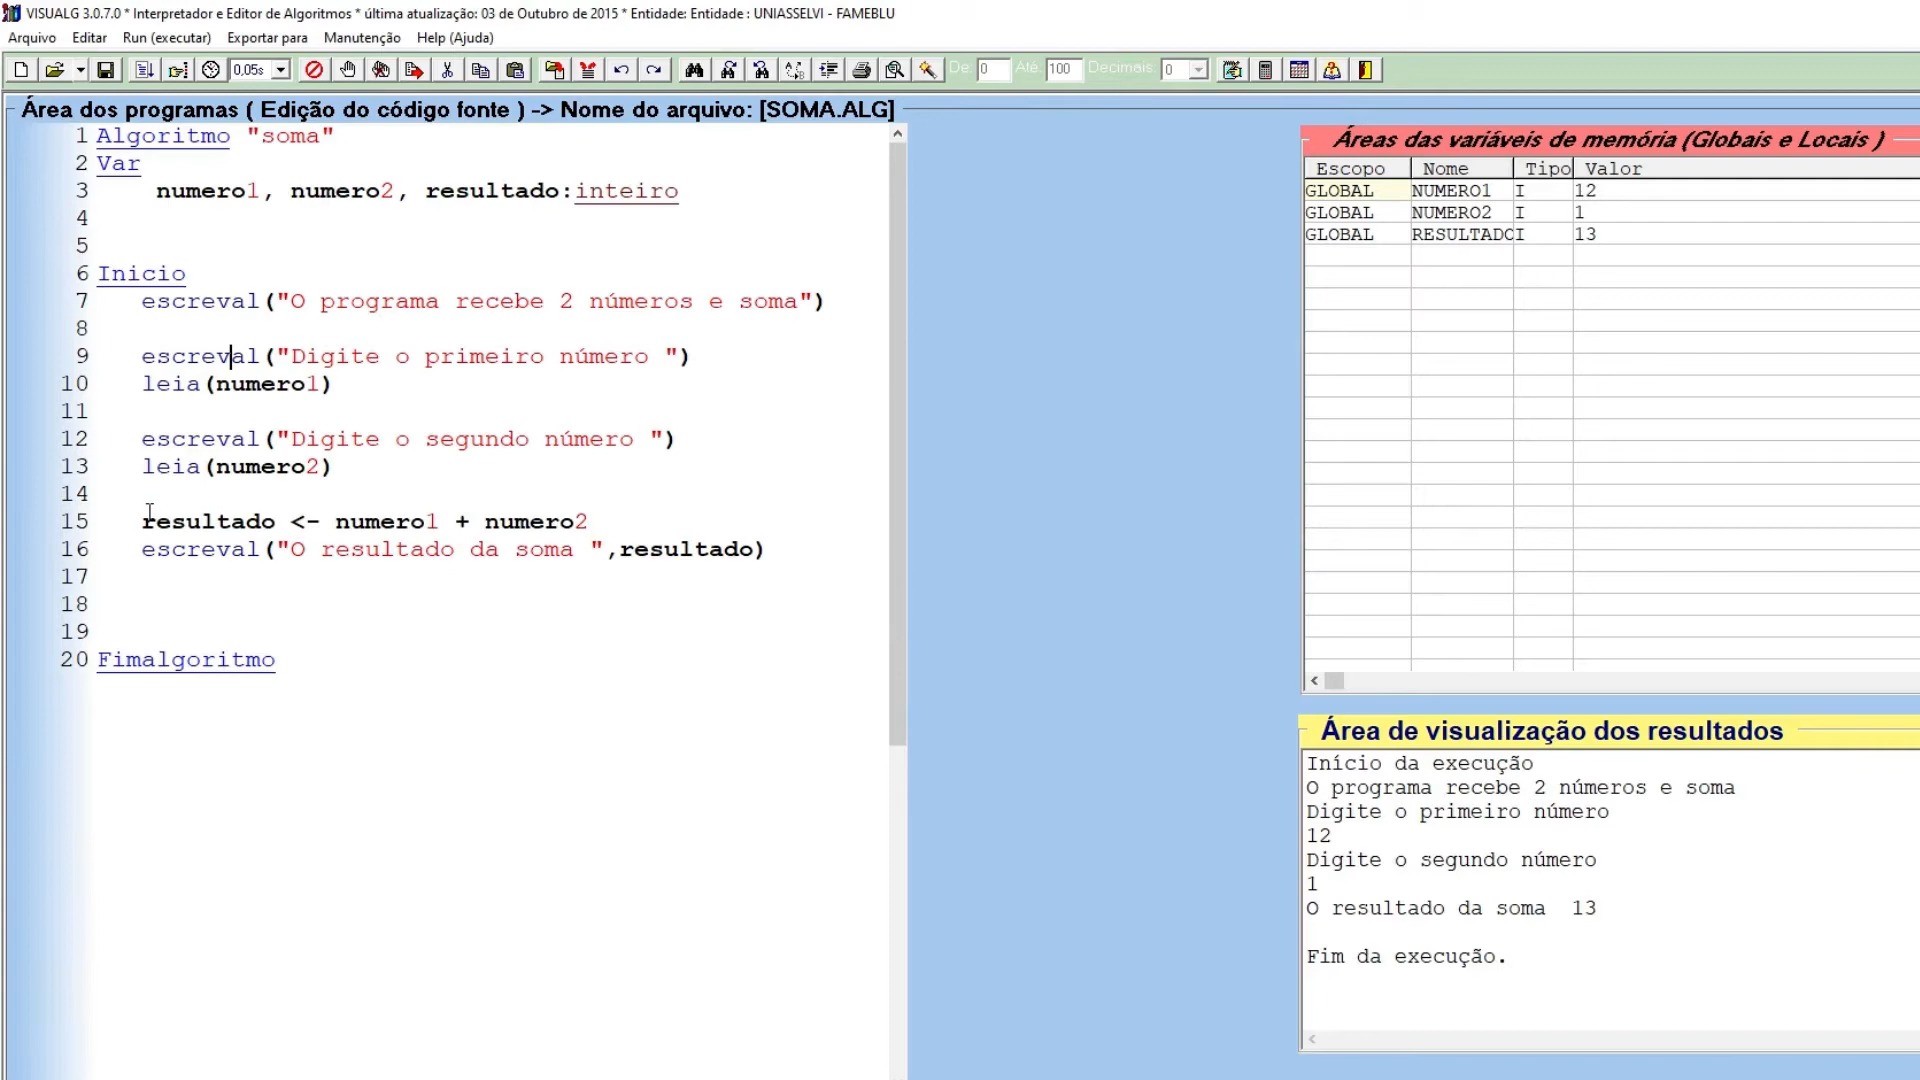 VISUALG 3.0.7.0 * Interpretador e Editor de Algoritmos * última atualização: 03 de Outubro de 2015 * Entidade: Entidade : UNIASSELVI - FAMEBLU
Arquivo Editar Run (executar) Exportar para Manutenção Help (Ajuda)
0,05s De: 0 Até: 100 Decimais: 0
Área dos programas ( Edição do código fonte ) -> Nome do arquivo: [SOMA.ALG]
1 Algoritmo "soma"
2 Var
3 numero1, numero2, resultado:inteiro
4
5
6 Inicio
7 escreval("O programa recebe 2 números e soma")
8
9 escreval("Digite o primeiro número ")
10 leia(numero1)
11
12 escreval("Digite o segundo número ")
13 leia(numero2)
14
15 resultado <- numero1 + numero2
16 escreval("O resultado da soma ",resultado)
17
18
19
20 Fimalgoritmo
Áreas das variáveis de memória (Globais e Locais )
Escopo Nome Tipo Valor
GLOBAL NUMERO1 I 12
GLOBAL NUMERO2 I 1
GLOBAL RESULTADO I 13
Área de visualização dos resultados
Início da execução
O programa recebe 2 números e soma
Digite o primeiro número
12
Digite o segundo número
1
O resultado da soma 13
Fim da execução.